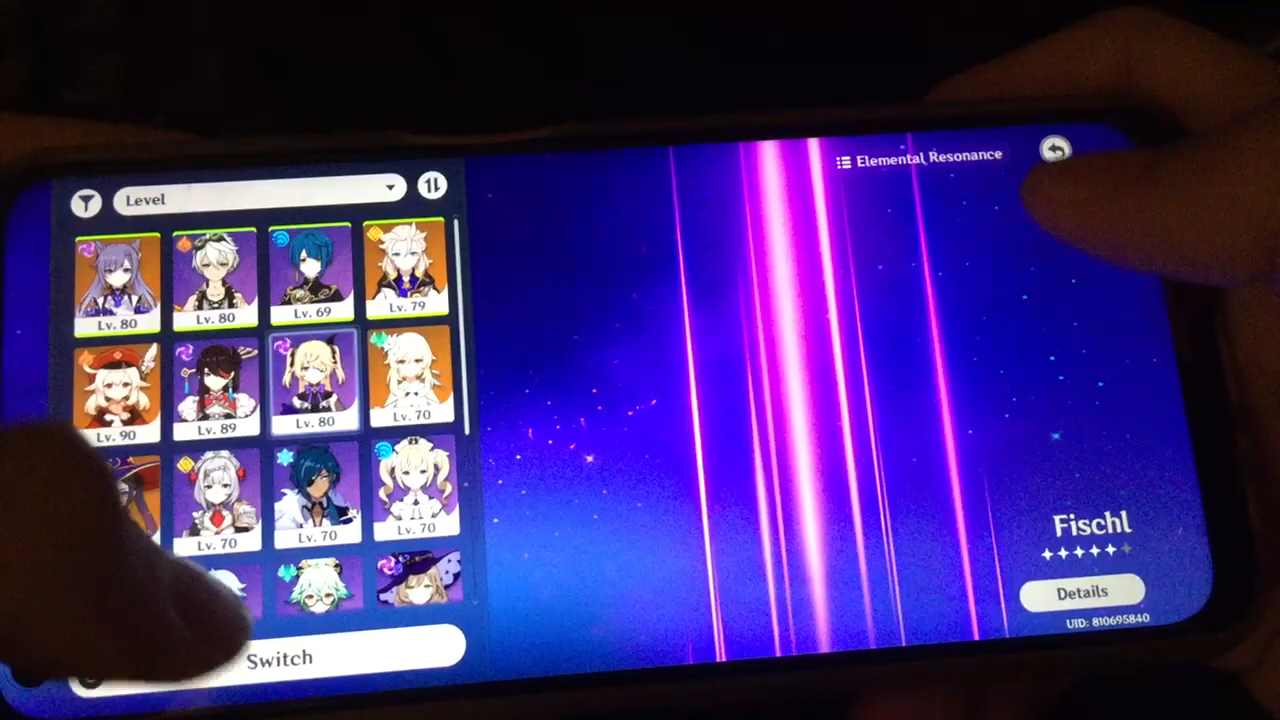 Elemental Resonance
Level
Lv. 80
Lv. 80
Lv. 69
Lv. 79
Lv. 90
Lv. 89
Lv. 80
Lv. 70
Lv. 70
Lv. 70
Lv. 70
Fischl
Details
UID: 810695840
Switch